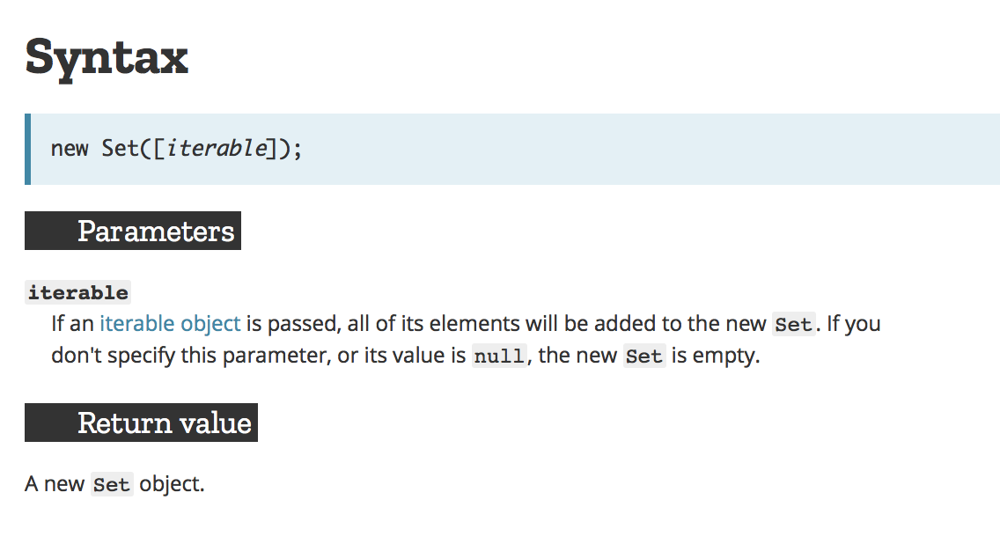 Syntax
new Set([iterable]);
Parameters
iterable
If an iterable object is passed, all of its elements will be added to the new Set. If you
don't specify this parameter, or its value is null, the new Set is empty.
Return value
A new Set object.